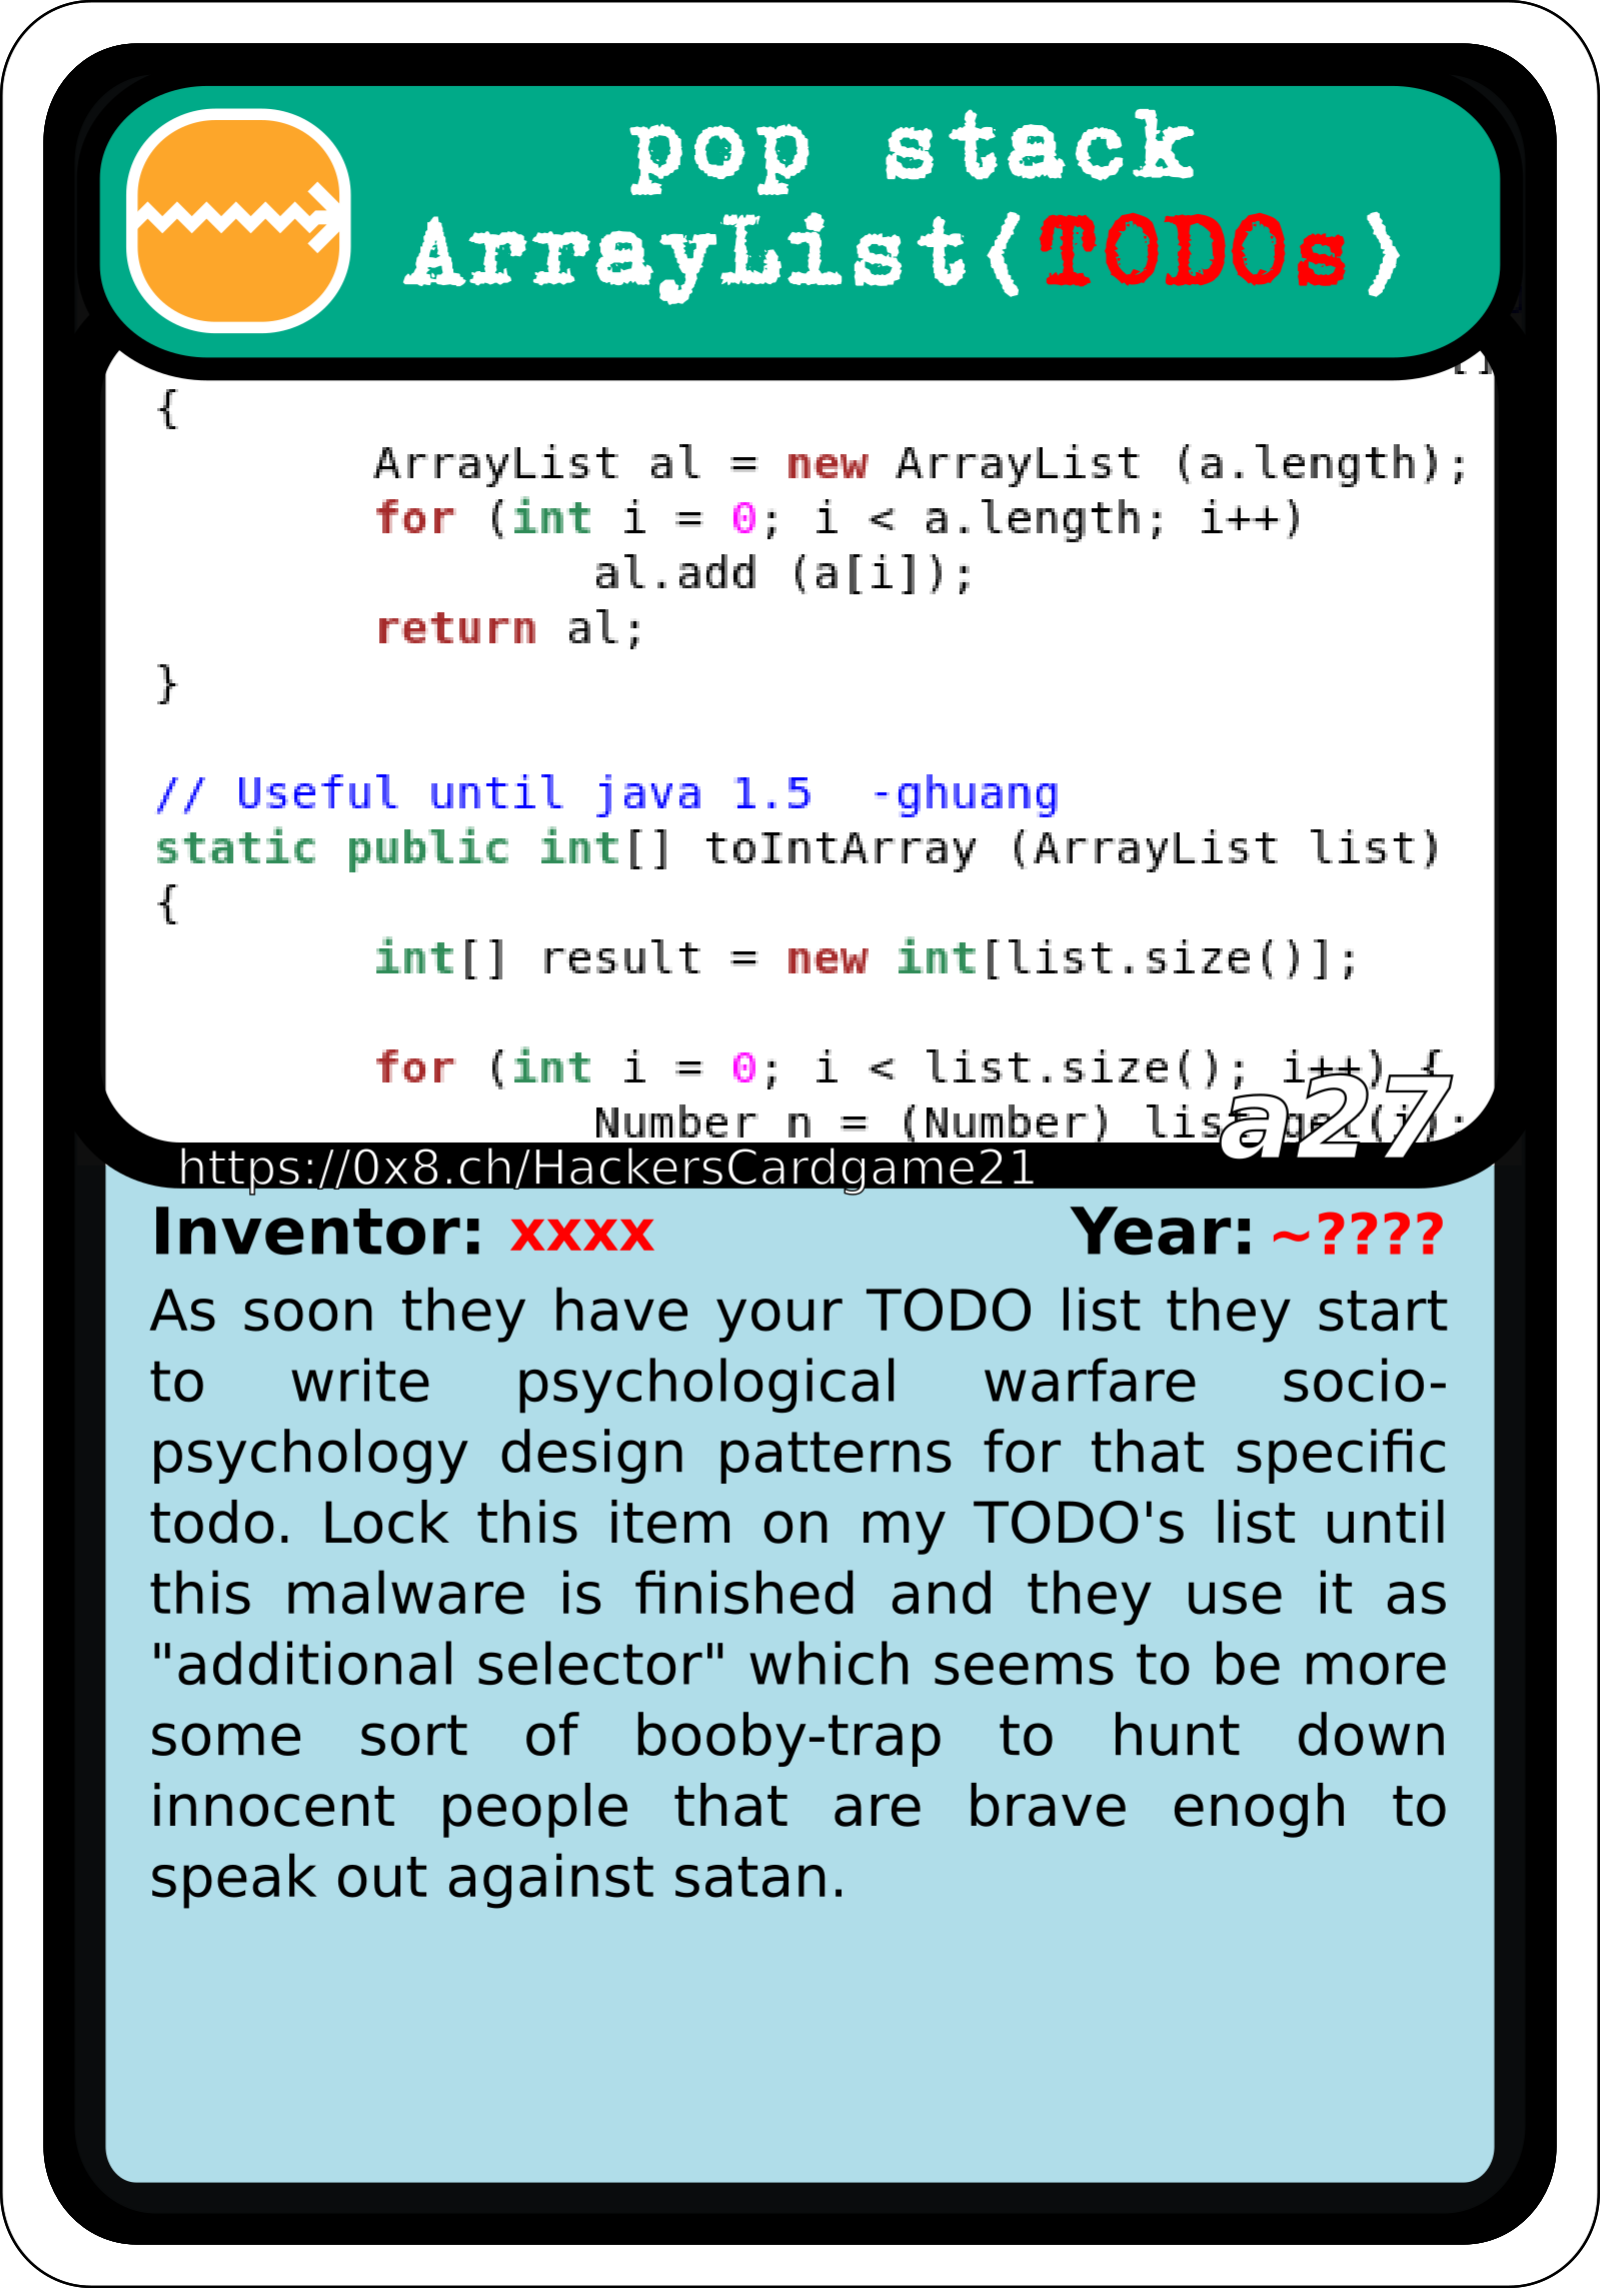 pop stack
ArrayList(TODOs)
[]
{
ArrayList al = new ArrayList (a.length);
for (int i = 0; i < a.length; i++)
al.add (a[i]);
return al;
}
// Useful until java 1.5  -ghuang
static public int[] toIntArray (ArrayList list)
{
int[] result = new int[list.size()];
for (int i = 0; i < list.size(); i++) {
Number n = (Number) list.get(i);
a27
https://0x8.ch/HackersCardgame21
Inventor: xxxx Year: ~????
As soon they have your TODO list they start
to write psychological warfare socio-
psychology design patterns for that specific
todo. Lock this item on my TODO's list until
this malware is finished and they use it as
"additional selector" which seems to be more
some sort of booby-trap to hunt down
innocent people that are brave enogh to
speak out against satan.